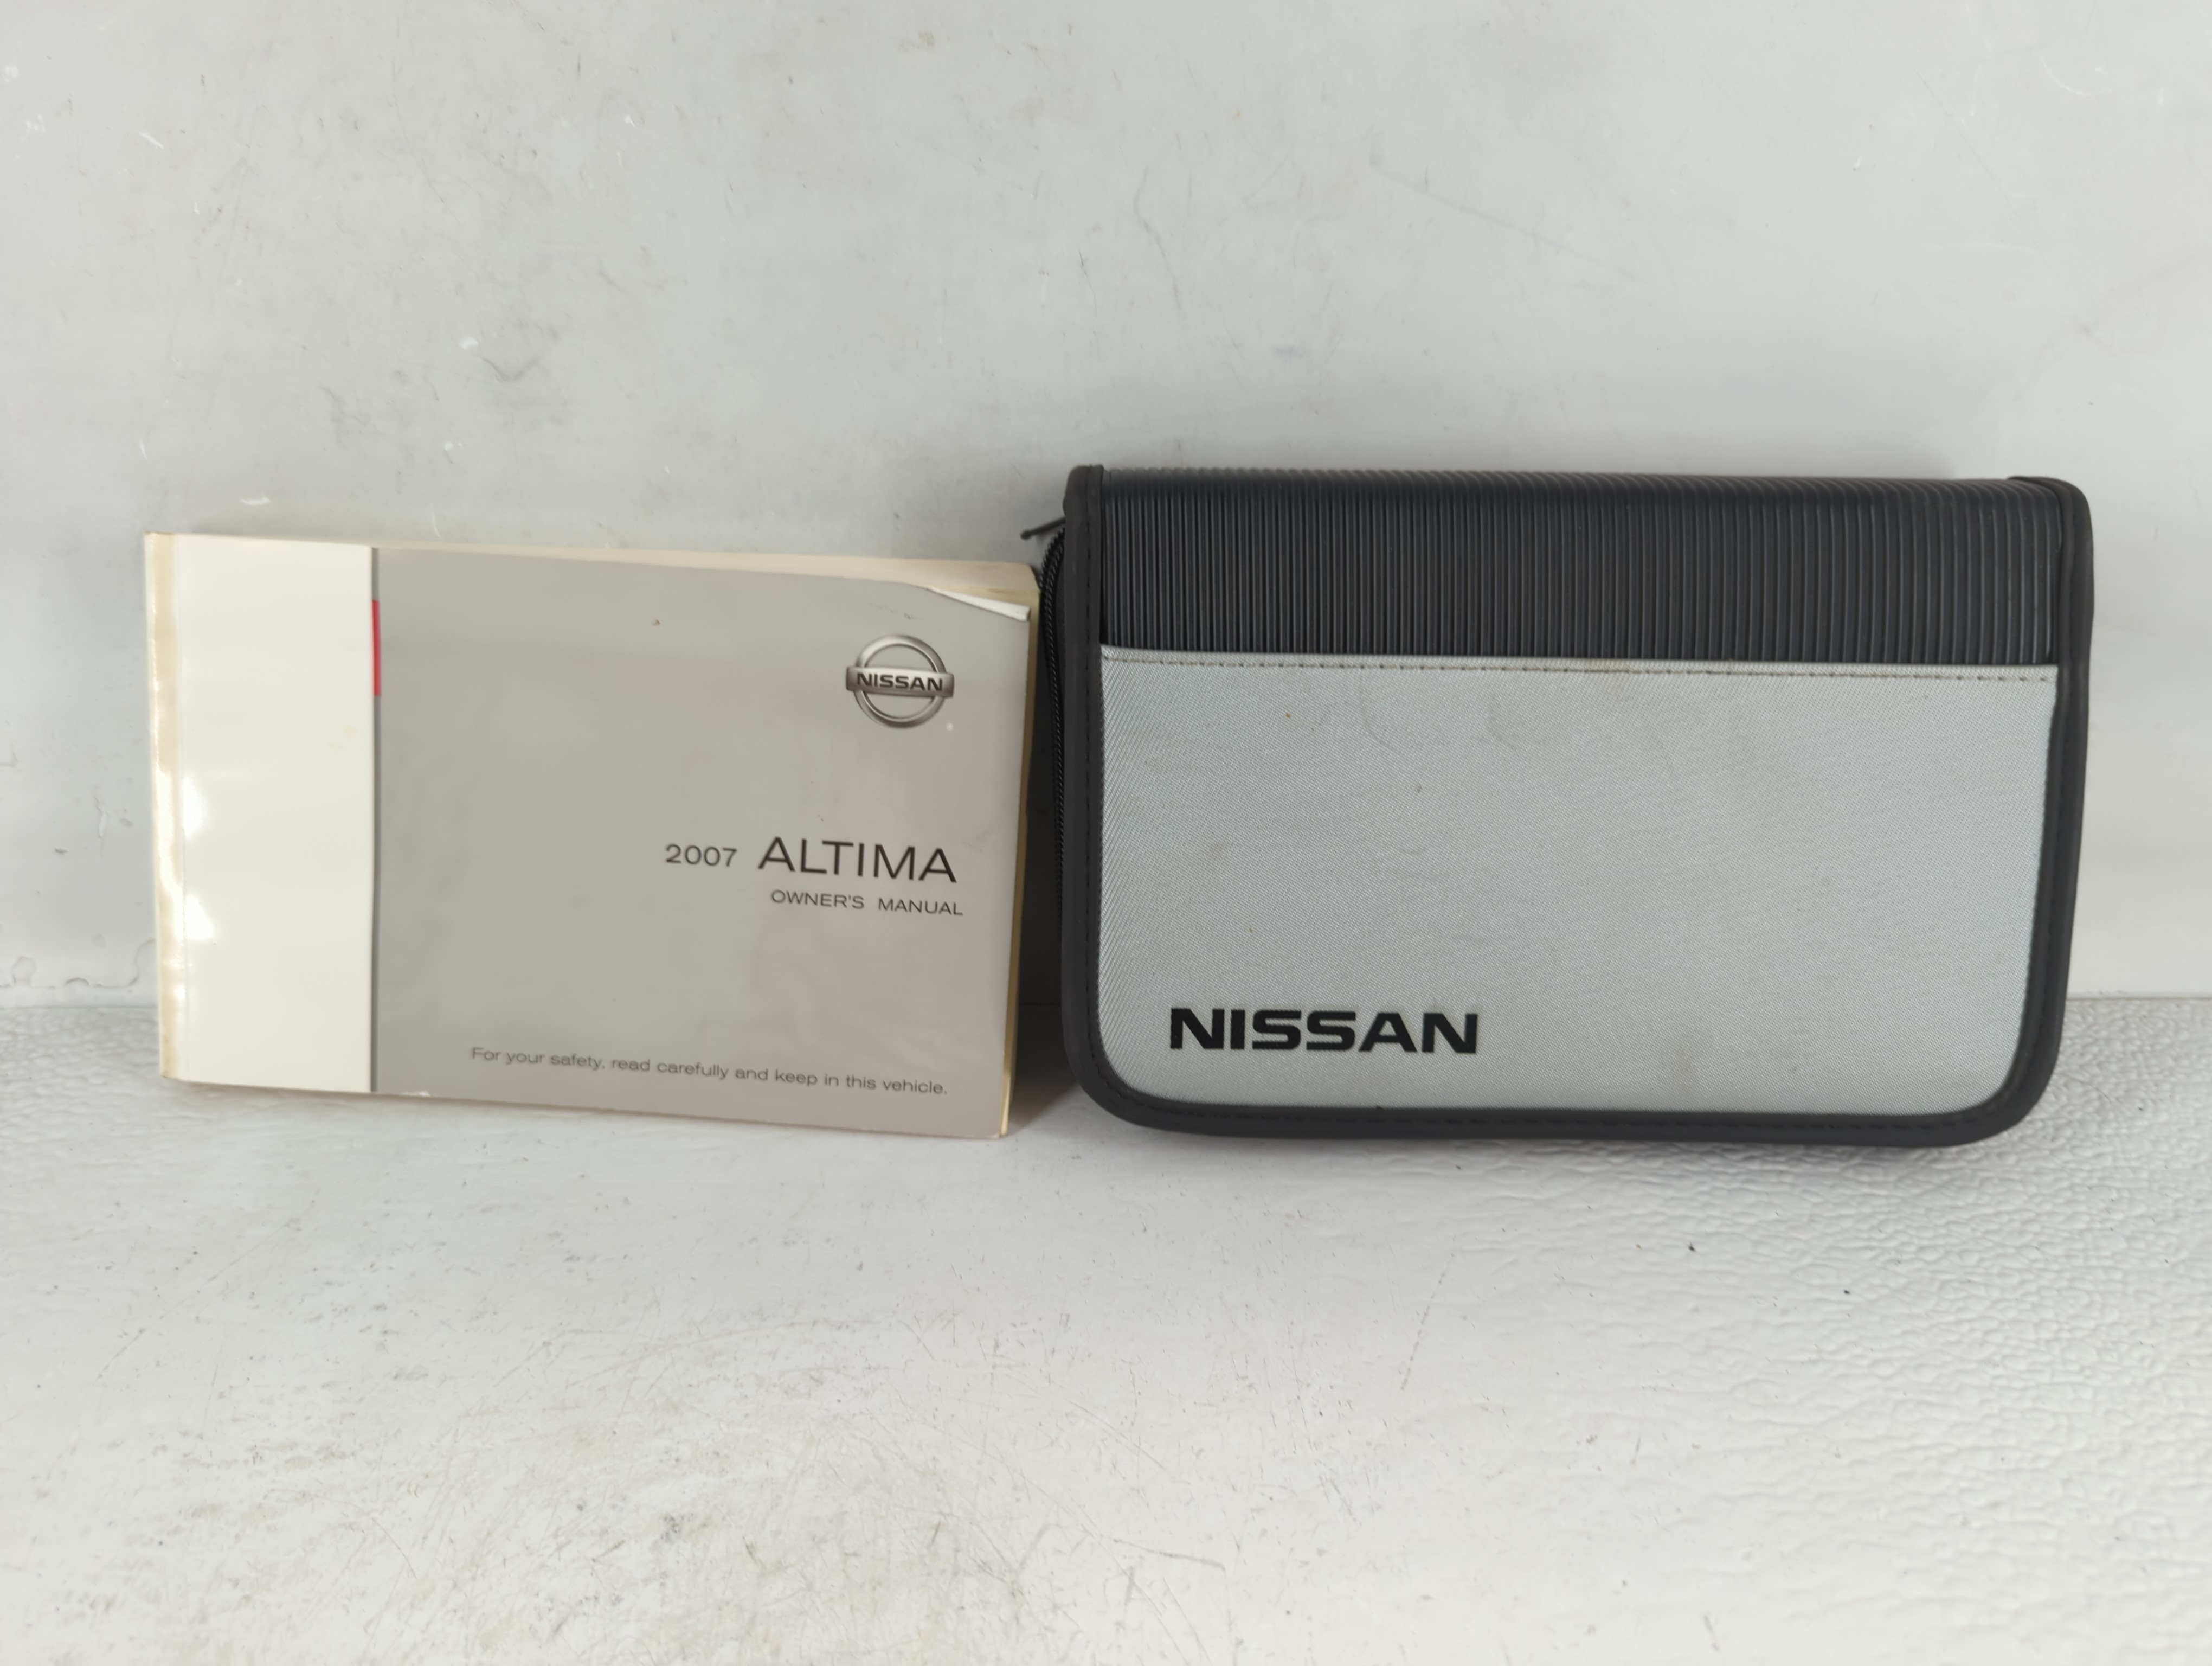 NISSAN
2007 ALTIMA
OWNER'S MANUAL
For your safety, read carefully and keep in this vehicle.
NISSAN